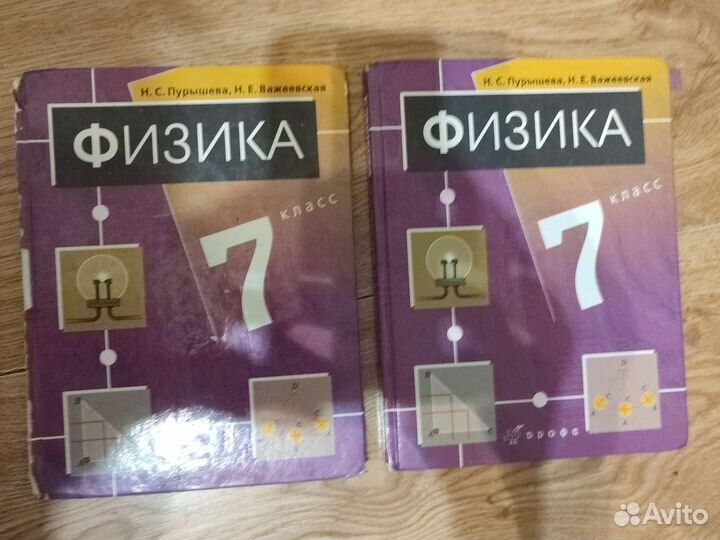 Н. С. Пурышева, Н. Е. Важеевская
ФИЗИКА
7
класс
B
A
D
C
A
C
A
C
A
Н. С. Пурышева, Н. Е. Важеевская
ФИЗИКА
7
класс
B
A
C
D
C
A
C
A
C
A
дрофа
Avito